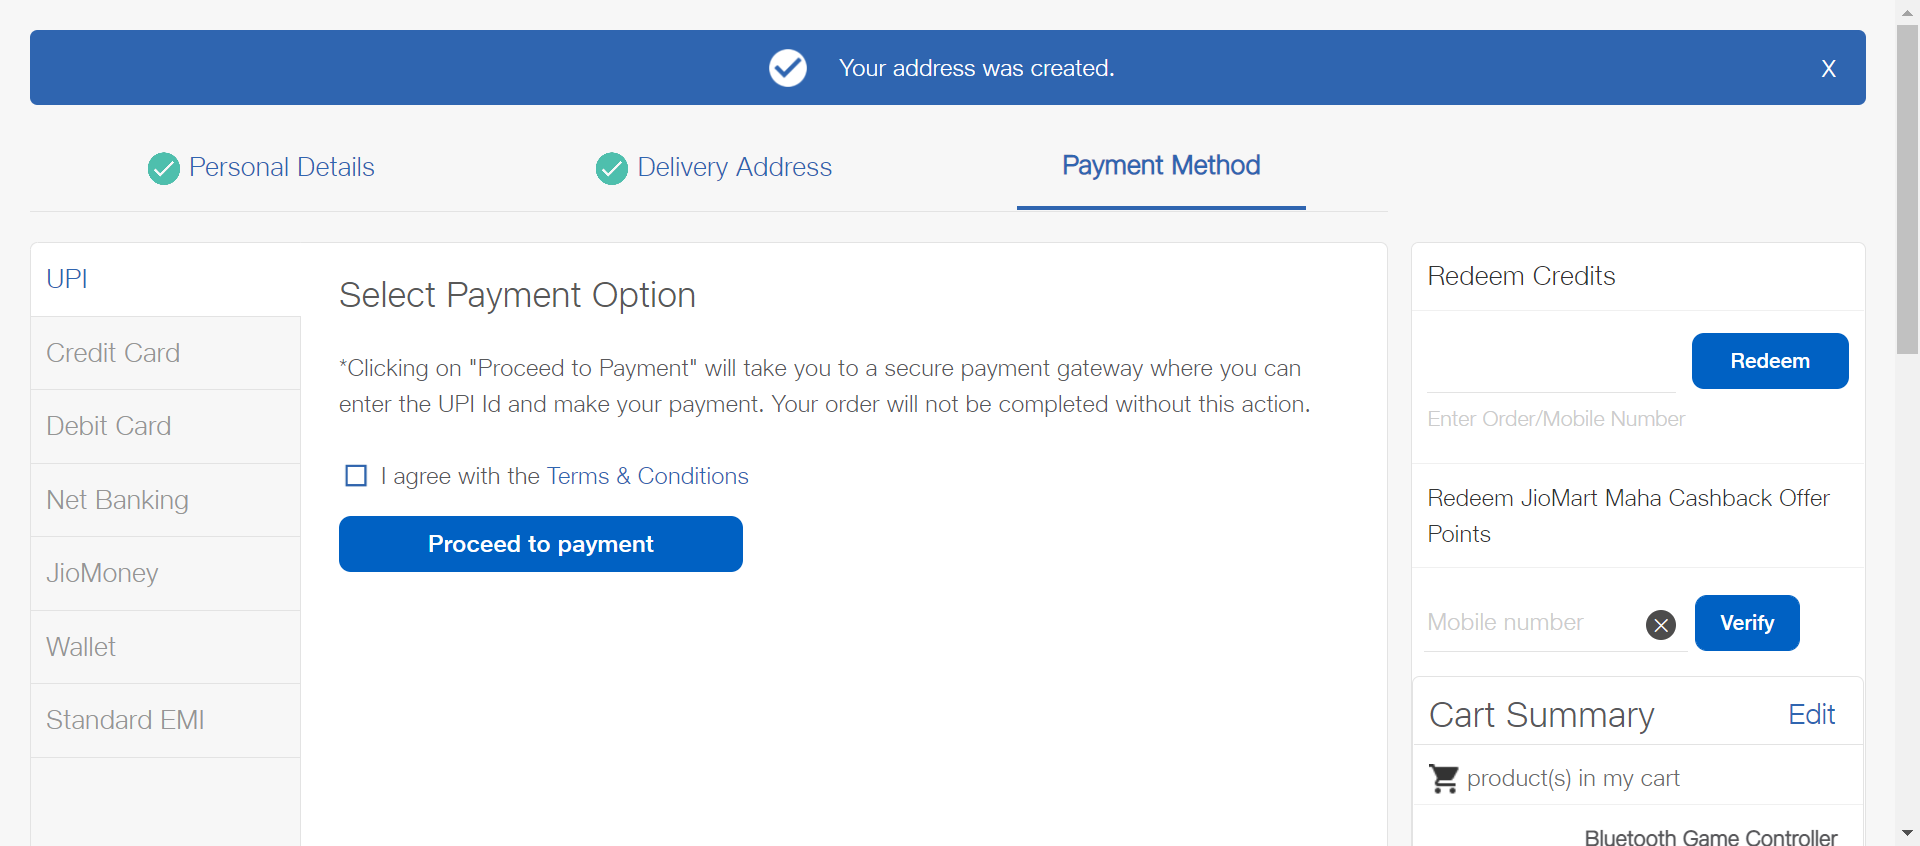 Your address was created.
X
Personal Details
Delivery Address
Payment Method
UPI
Credit Card
Debit Card
Net Banking
JioMoney
Wallet
Standard EMI
Select Payment Option
*Clicking on "Proceed to Payment" will take you to a secure payment gateway where you can
enter the UPI Id and make your payment. Your order will not be completed without this action.
I agree with the Terms & Conditions
Proceed to payment
Redeem Credits
Redeem
Enter Order/Mobile Number
Redeem JioMart Maha Cashback Offer
Points
Mobile number
Verify
Cart Summary
Edit
product(s) in my cart
Bluetooth Game Controller